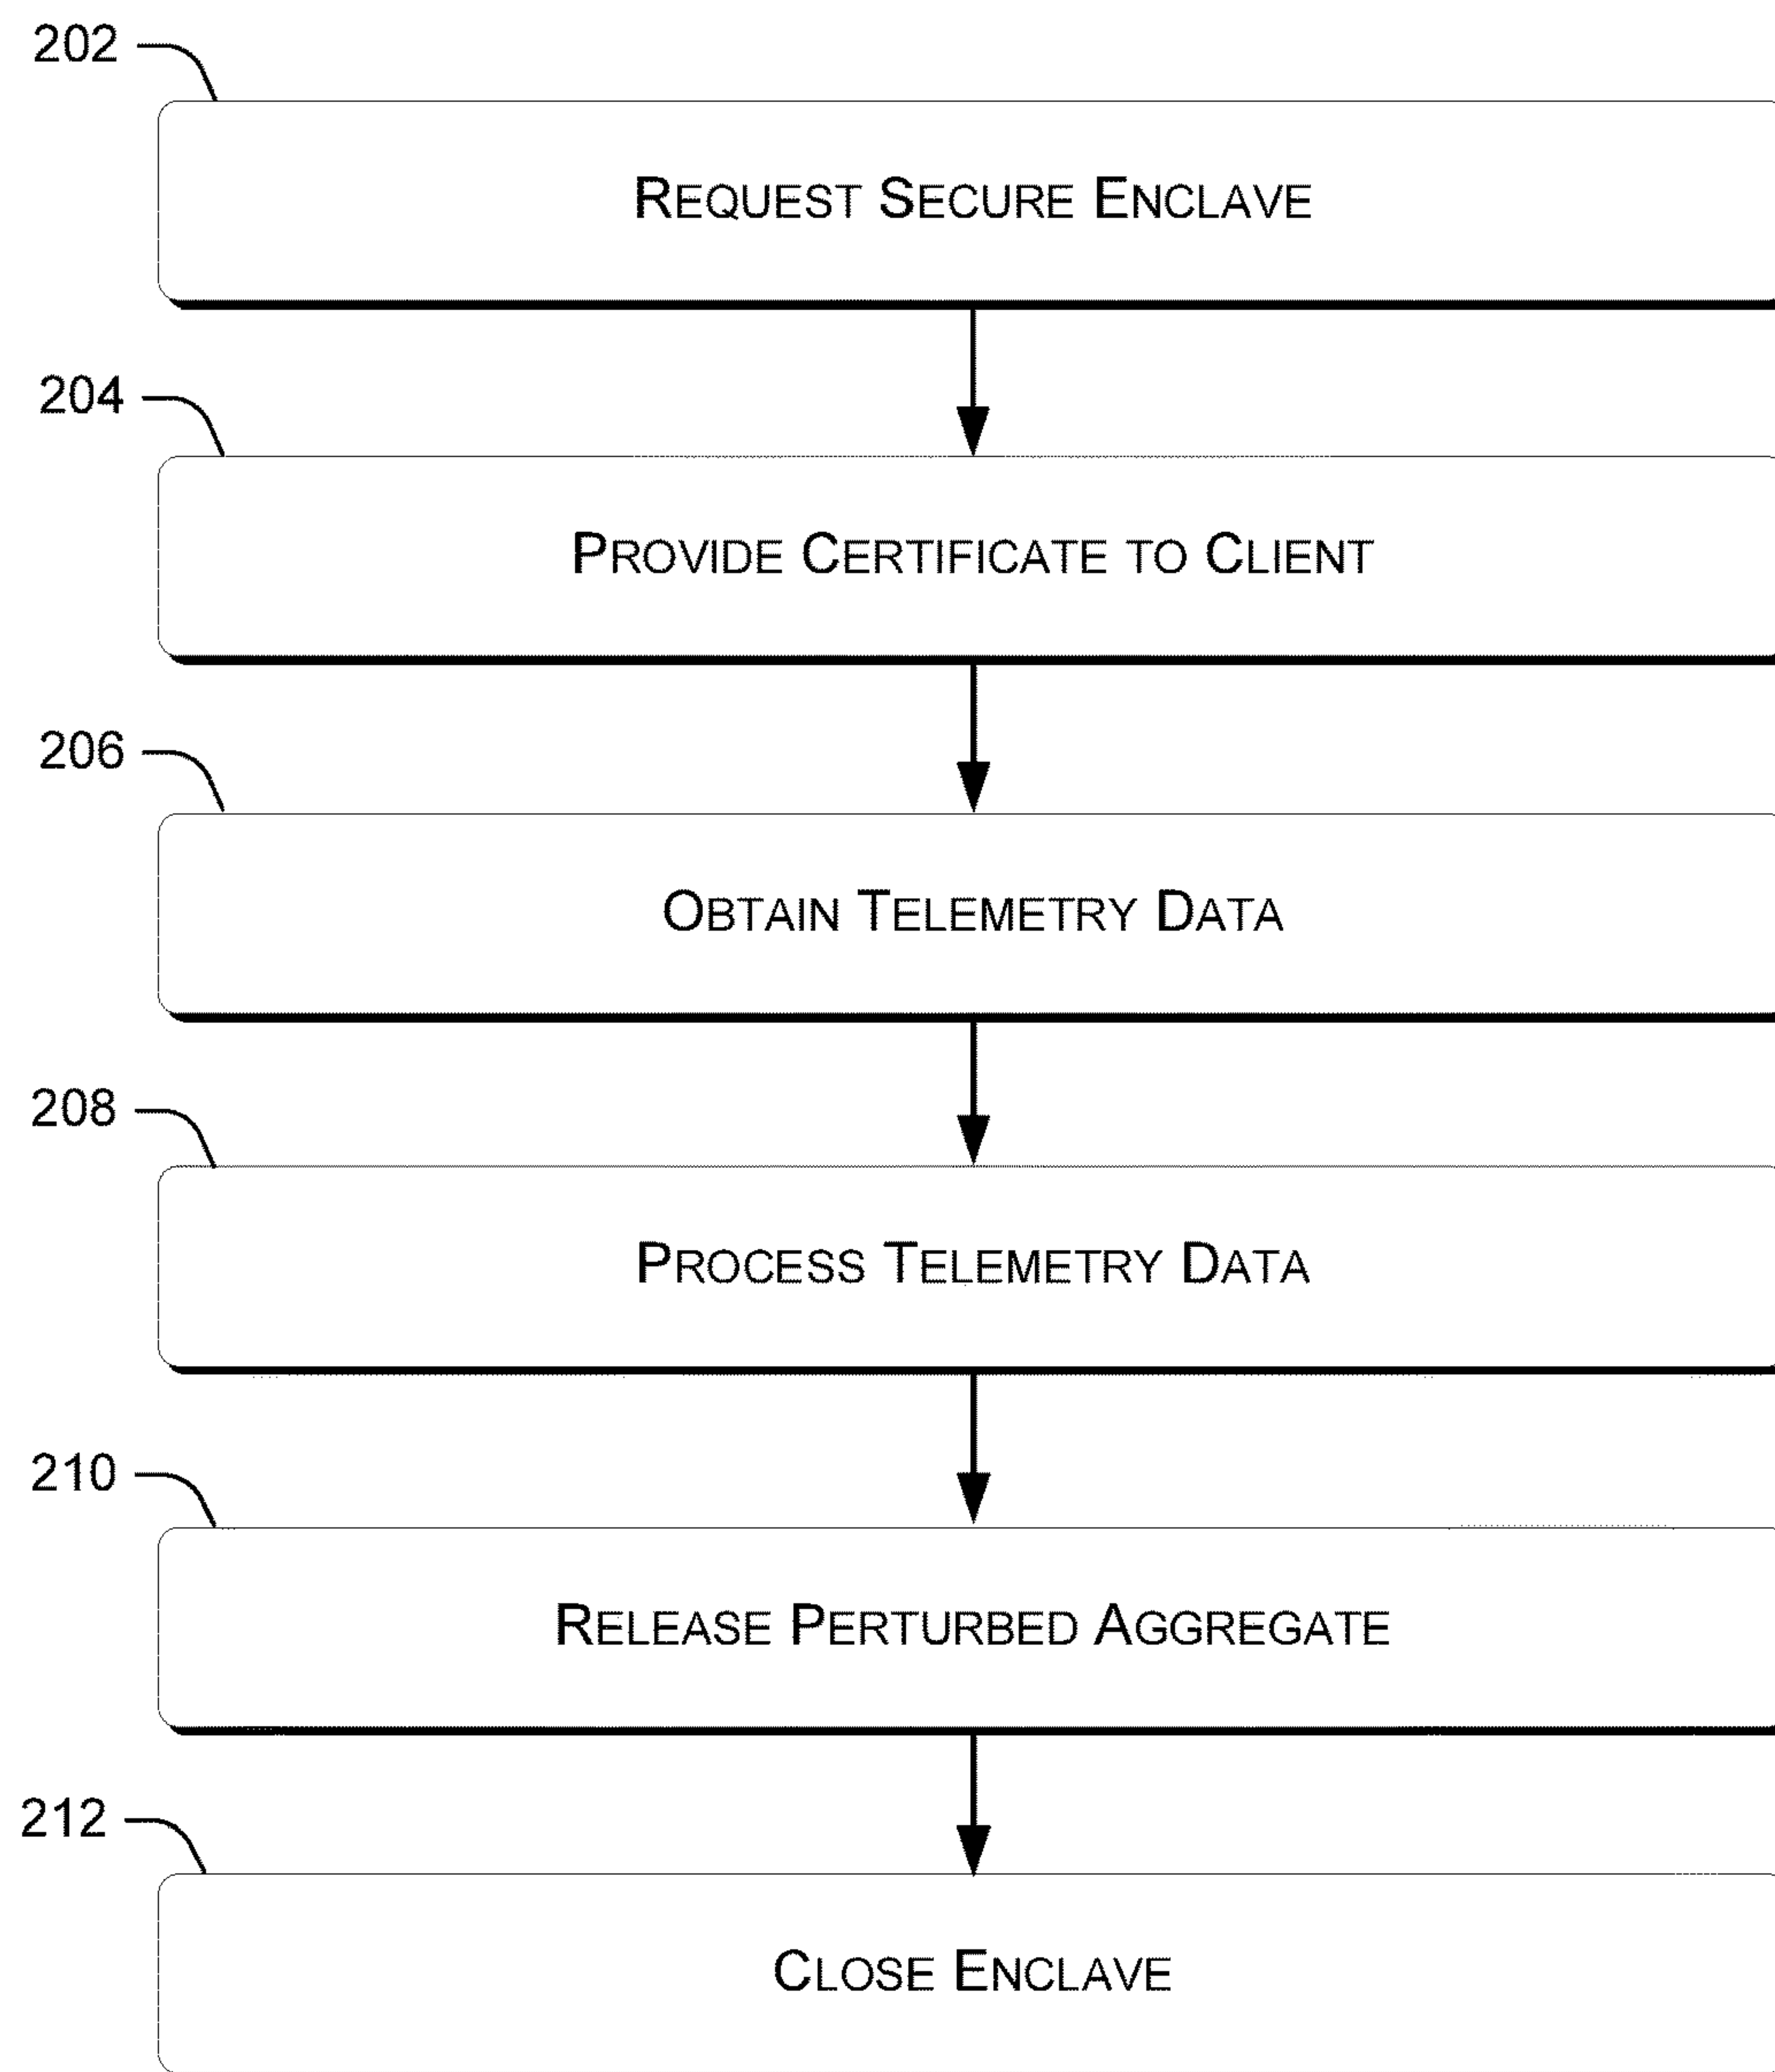 202
REQUEST SECURE ENCLAVE
204
PROVIDE CERTIFICATE TO CLIENT
206
OBTAIN TELEMETRY DATA
208
PROCESS TELEMETRY DATA
210
RELEASE PERTURBED AGGREGATE
212
CLOSE ENCLAVE